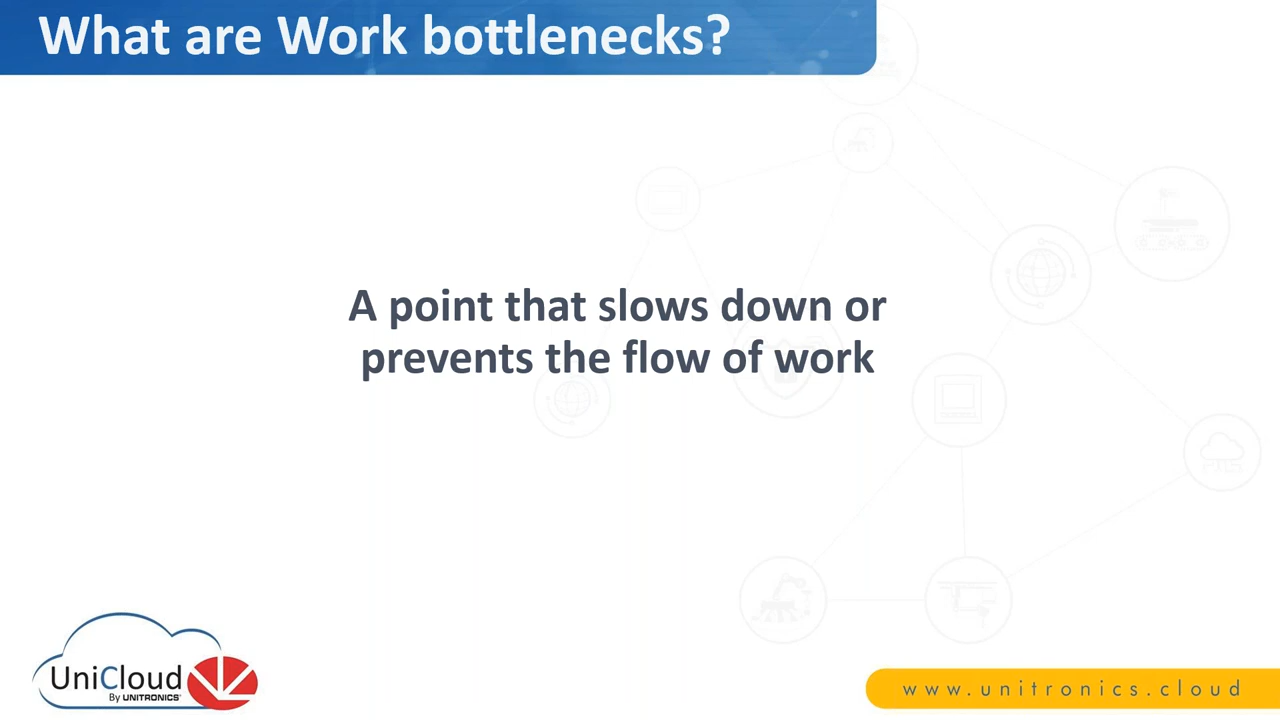 What are Work bottlenecks?
A point that slows down or
prevents the flow of work
UniCloud
By UNITRONICS
www.unitronics.cloud